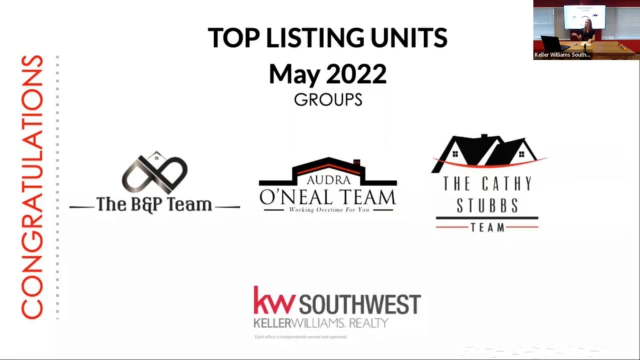 CONGRATULATIONS
TOP LISTING UNITS
May 2022
GROUPS
The B&P Team
AUDRA
O'NEAL TEAM
Working Overtime For You
THE CATHY
STUBBS
TEAM
kw SOUTHWEST
KELLERWILLIAMS. REALTY
Each office is independently owned and operated
Keller Williams South...